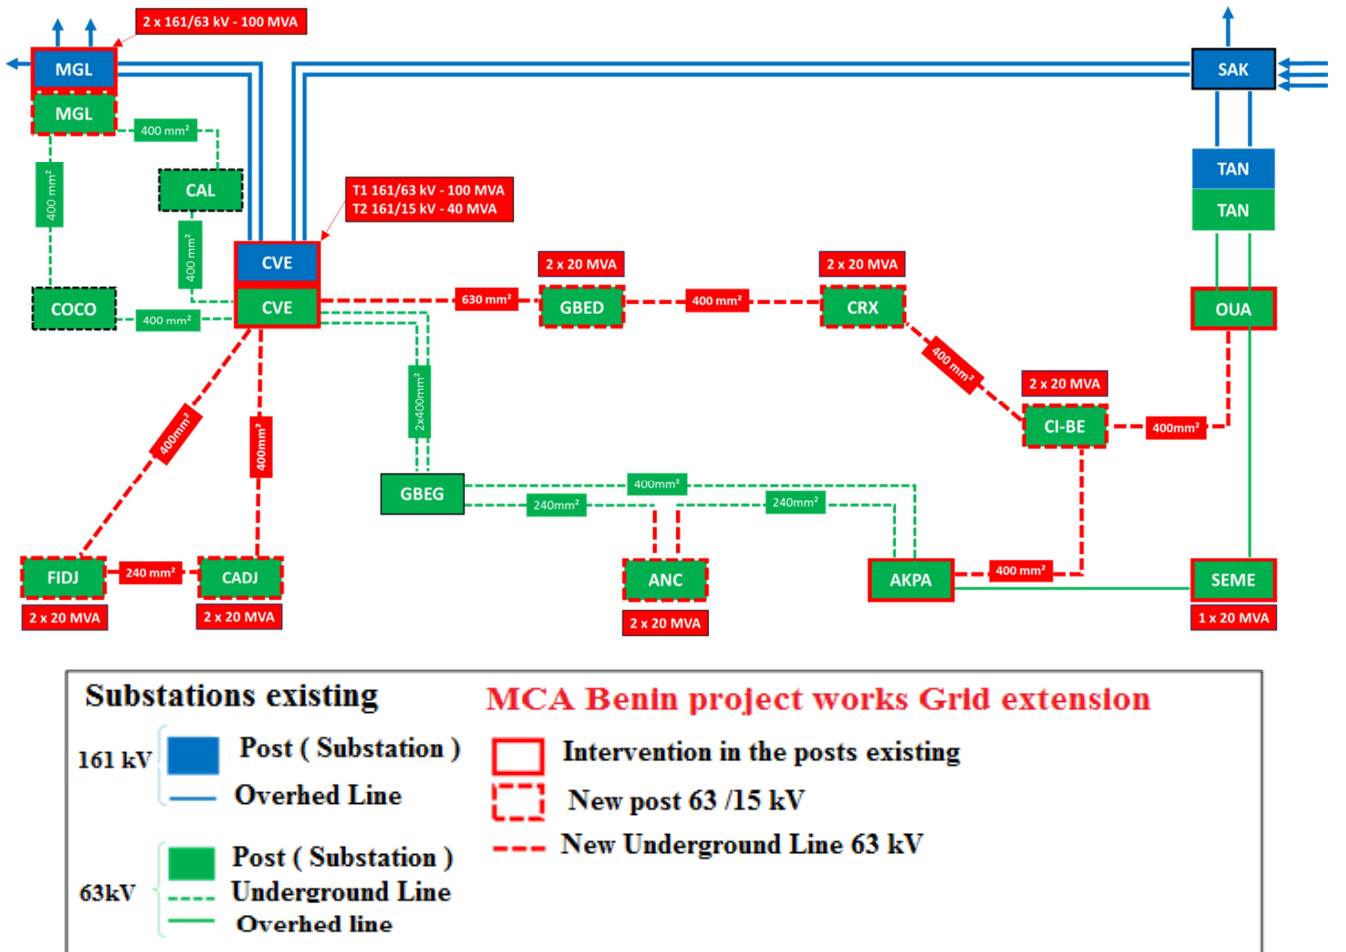 2 x 161/63 kV - 100 MVA
MGL
SAK
MGL
400 mm²
400 mm²
CAL
TAN
T1 161/63 kV - 100 MVA
T2 161/15 kV - 40 MVA
TAN
400 mm²
CVE
2 x 20 MVA
2 x 20 MVA
COCO
400 mm²
CVE
630 mm²
GBED
400 mm²
CRX
OUA
400 mm²
2 x 20 MVA
2x400mm²
400mm²
400mm²
CI-BE
400mm²
GBEG
400mm²
240mm²
240mm²
FIDJ
240 mm²
CADJ
ANC
AKPA
400 mm²
SEME
2 x 20 MVA
2 x 20 MVA
2 x 20 MVA
1 x 20 MVA
Substations existing
161 kV
Post ( Substation )
Overhed Line
63kV
Post ( Substation )
Underground Line
Overhed line
MCA Benin project works Grid extension
Intervention in the posts existing
New post 63 /15 kV
New Underground Line 63 kV